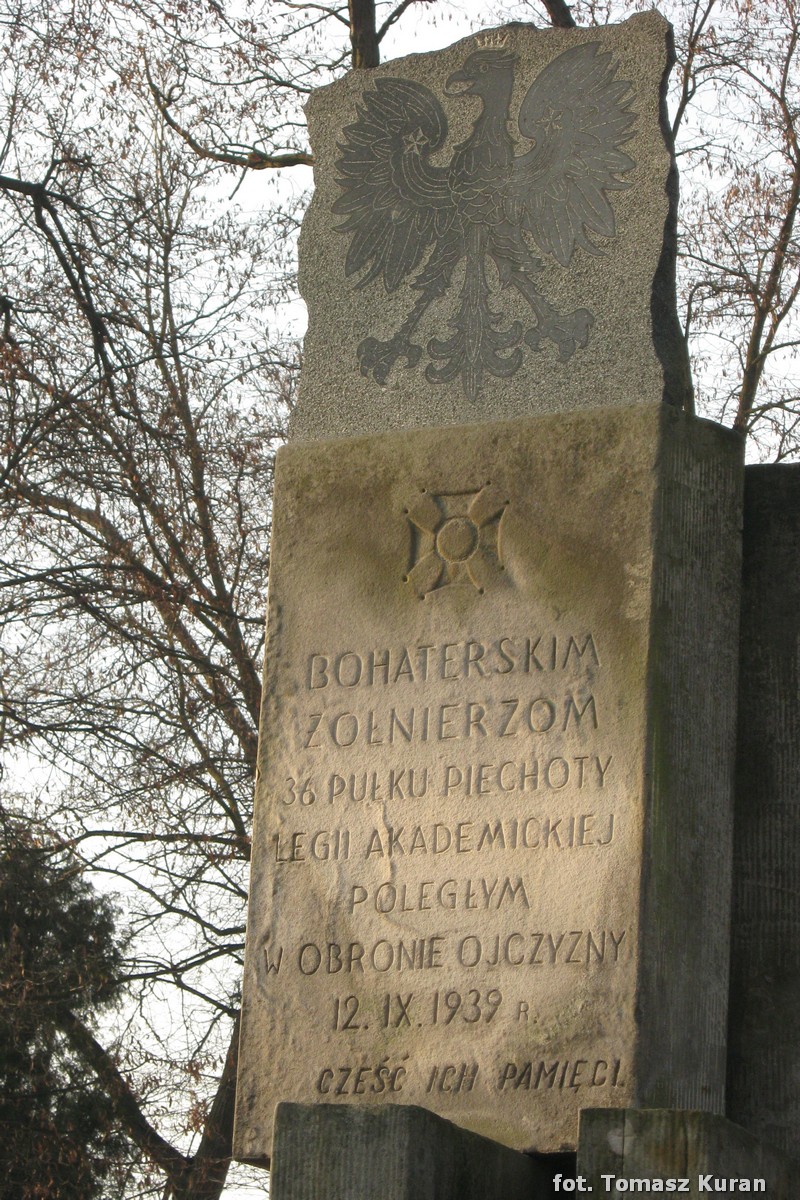 BOHATERSKIM
ŻOŁNIERZOM
36 PUŁKU PIECHOTY
LEGII AKADEMICKIEJ
POLEGŁYM
W OBRONIE OJCZYZNY
12. IX. 1939 R.
CZEŚĆ ICH PAMIĘCI.
fot. Tomasz Kuran